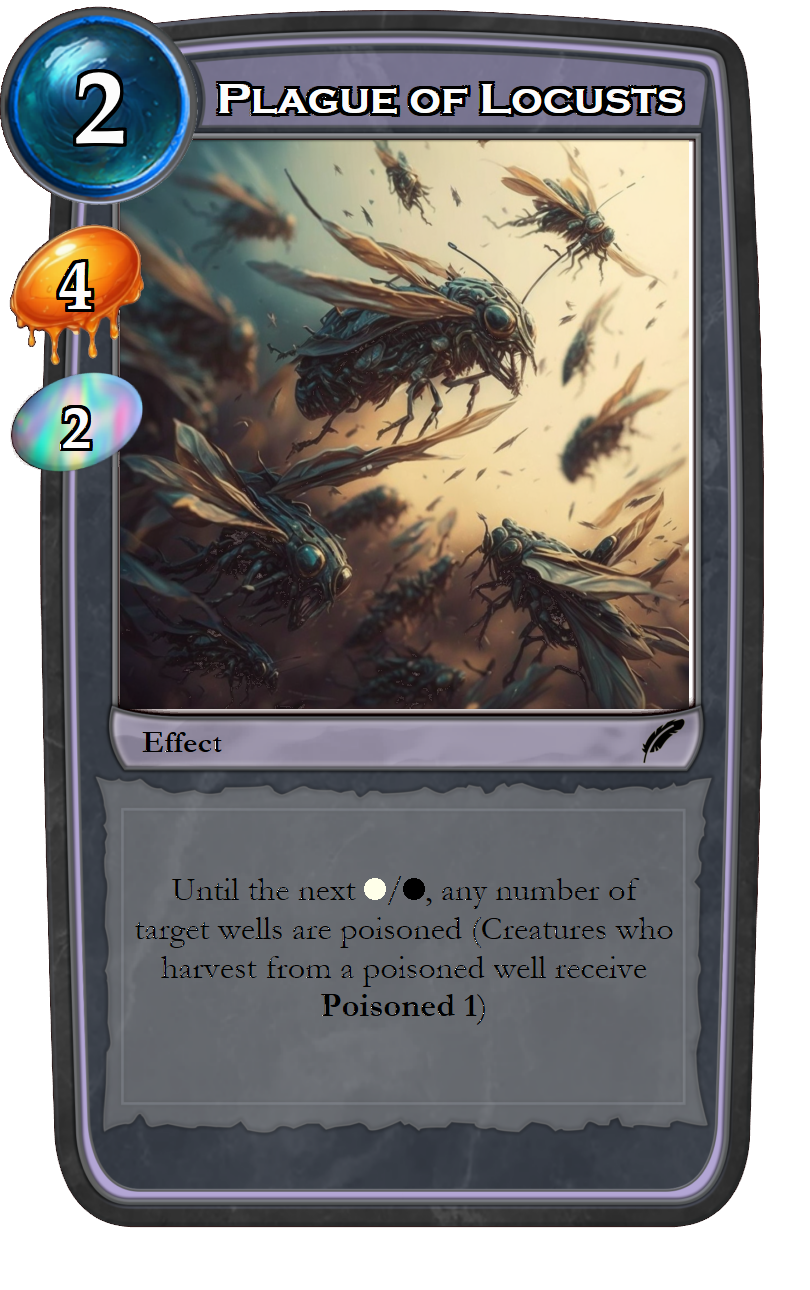 2
Plague of Locusts
4
2
Effect
Until the next ○/●, any number of
target wells are poisoned (Creatures who
harvest from a poisoned well receive
Poisoned 1)